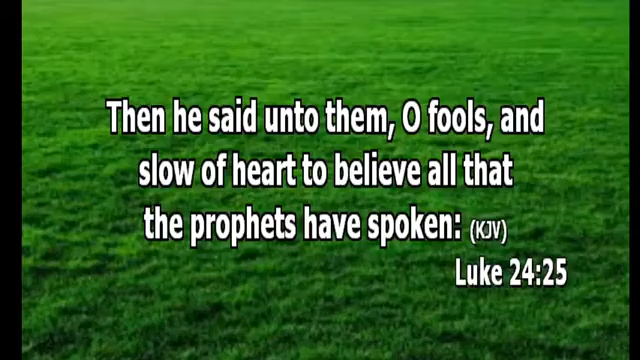 Then he said unto them, O fools, and
slow of heart to believe all that
the prophets have spoken: (KJV)
Luke 24:25